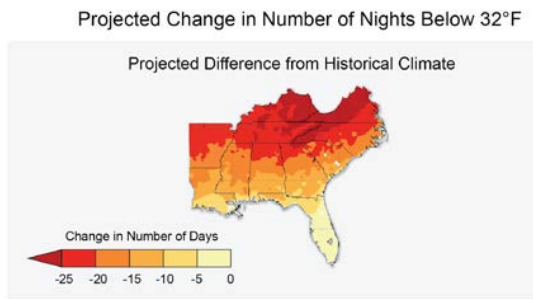 Projected Change in Number of Nights Below 32°F
Projected Difference from Historical Climate
Change in Number of Days
-25 -20 -15 -10 -5 0